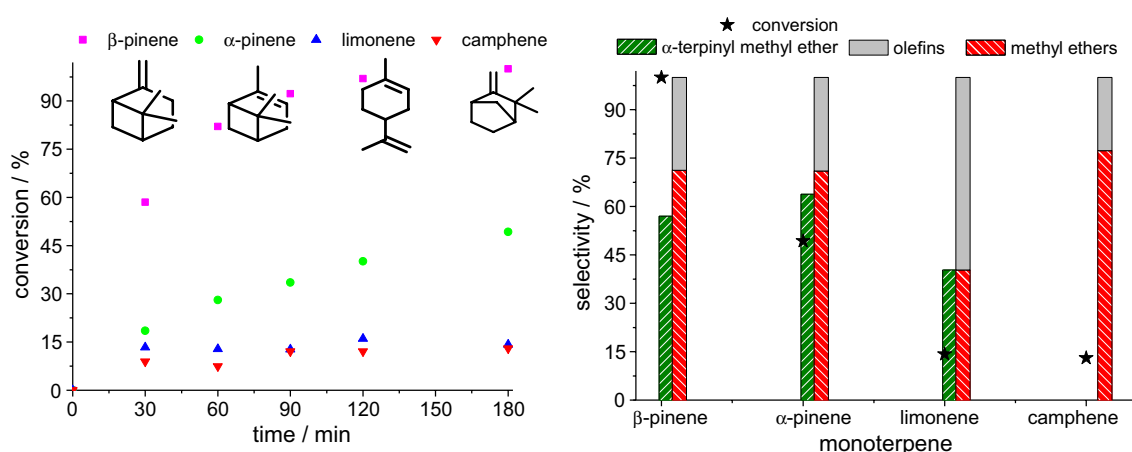 β-pinene α-pinene limonene camphene
90
75
60
45
30
15
0
conversion / %
0 30 60 90 120 150 180
time / min
conversion
α-terpinyl methyl ether olefins methyl ethers
90
75
60
45
30
15
0
selectivity / %
β-pinene α-pinene limonene camphene
monoterpene